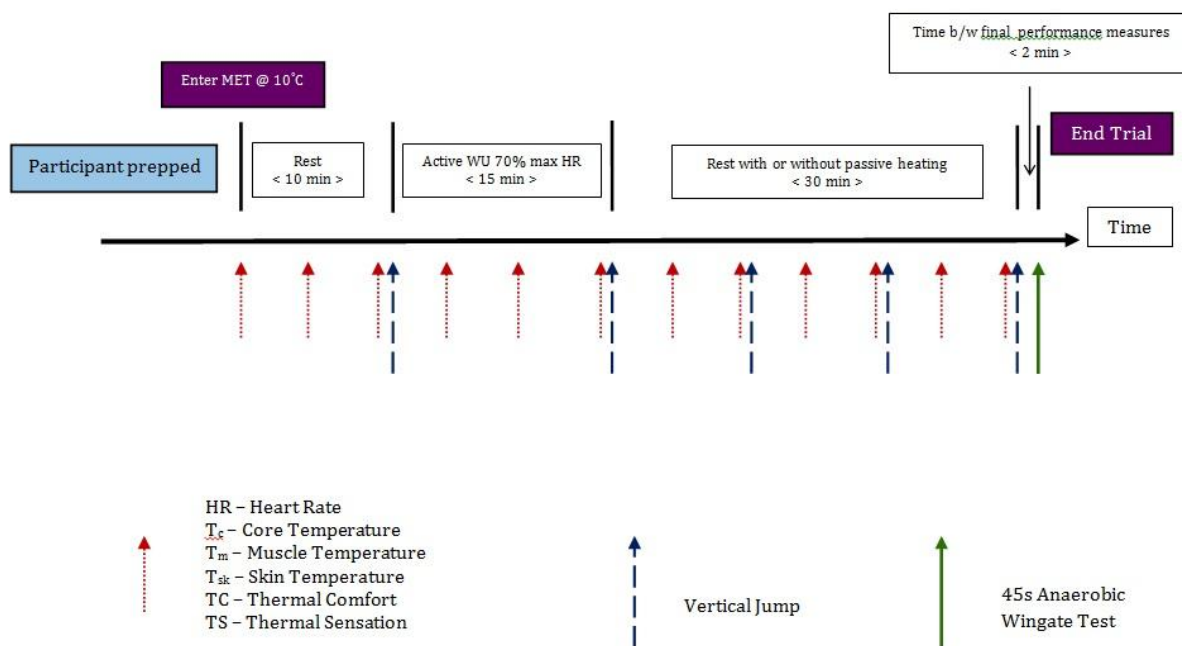 Time b/w final performance measures
< 2 min >
Enter MET @ 10°C
End Trial
Participant prepped
Rest
< 10 min >
Active WU 70% max HR
< 15 min >
Rest with or without passive heating
< 30 min >
Time
HR – Heart Rate
Tc – Core Temperature
Tm – Muscle Temperature
Tsk – Skin Temperature
TC – Thermal Comfort
TS – Thermal Sensation
Vertical Jump
45s Anaerobic
Wingate Test